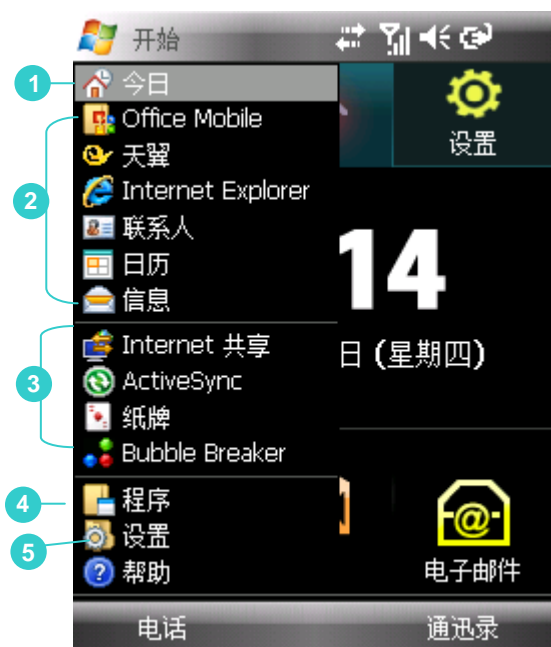 开始
1 今日
设置
Office Mobile
天翼
2 Internet Explorer
联系人
14
日历
信息
Internet 共享
日 (星期四)
3 ActiveSync
纸牌
Bubble Breaker
4 程序
5 设置
帮助
电子邮件
电话 通讯录